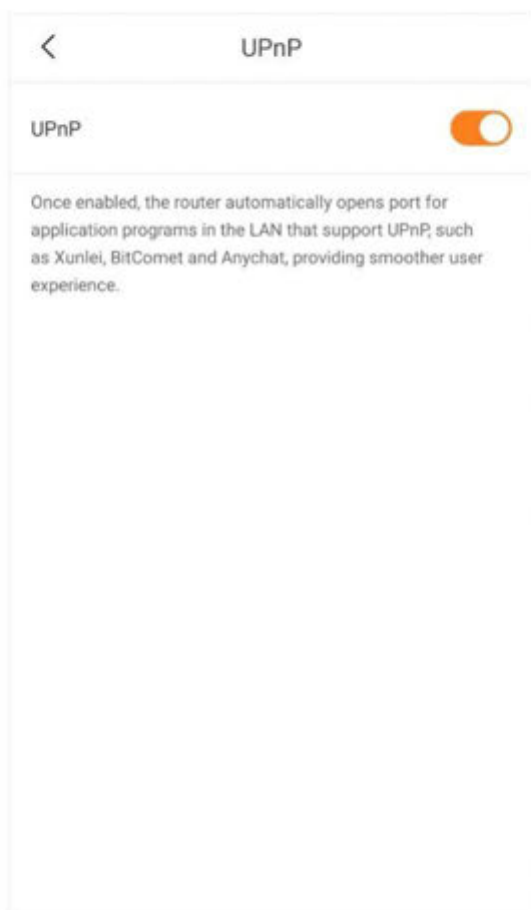 UPnP
UPnP
Once enabled, the router automatically opens port for
application programs in the LAN that support UPnP, such
as Xunlei, BitComet and Anychat, providing smoother user
experience.